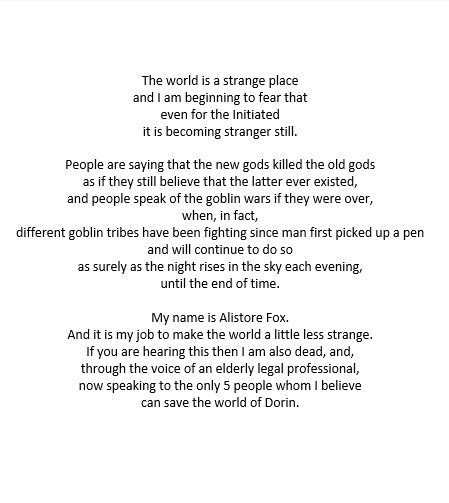 The world is a strange place
and I am beginning to fear that
even for the Initiated
it is becoming stranger still.
People are saying that the new gods killed the old gods
as if they still believe that the latter ever existed,
and people speak of the goblin wars if they were over,
when, in fact,
different goblin tribes have been fighting since man first picked up a pen
and will continue to do so
as surely as the night rises in the sky each evening,
until the end of time.
My name is Alistore Fox.
And it is my job to make the world a little less strange.
If you are hearing this then I am also dead, and,
through the voice of an elderly legal professional,
now speaking to the only 5 people whom I believe
can save the world of Dorin.